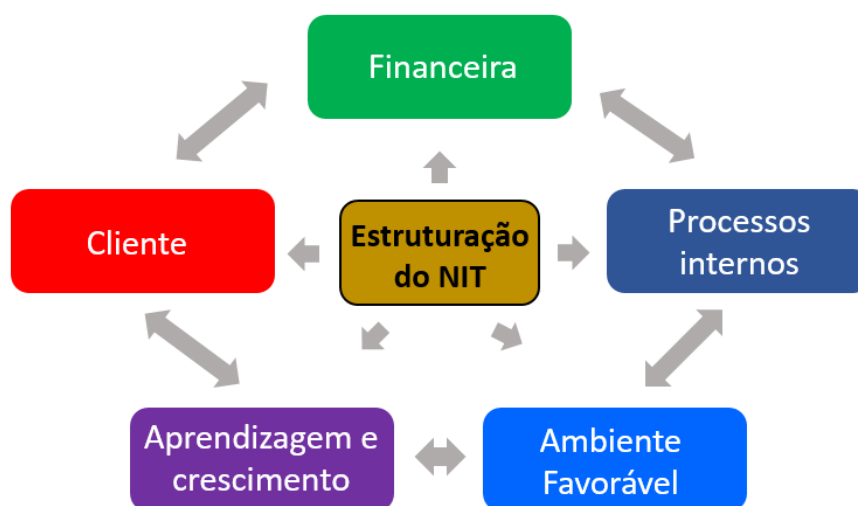 Financeira
Cliente
Estruturação
do NIT
Processos
internos
Aprendizagem e
crescimento
Ambiente
Favorável